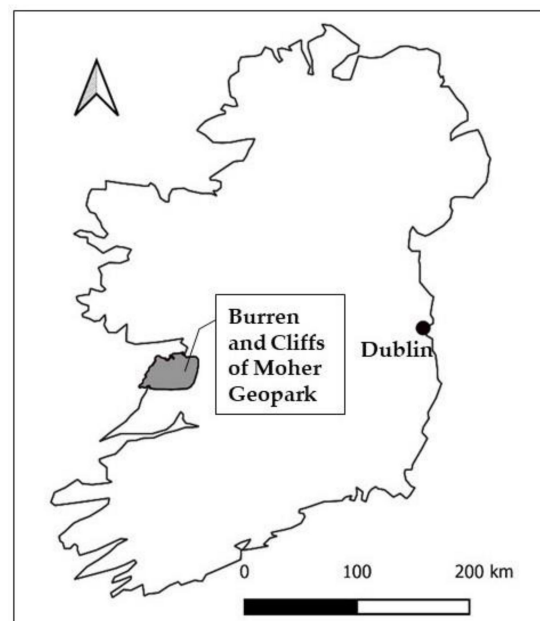 Burren
and Cliffs
of Moher
Geopark
Dublin
0 100 200 km